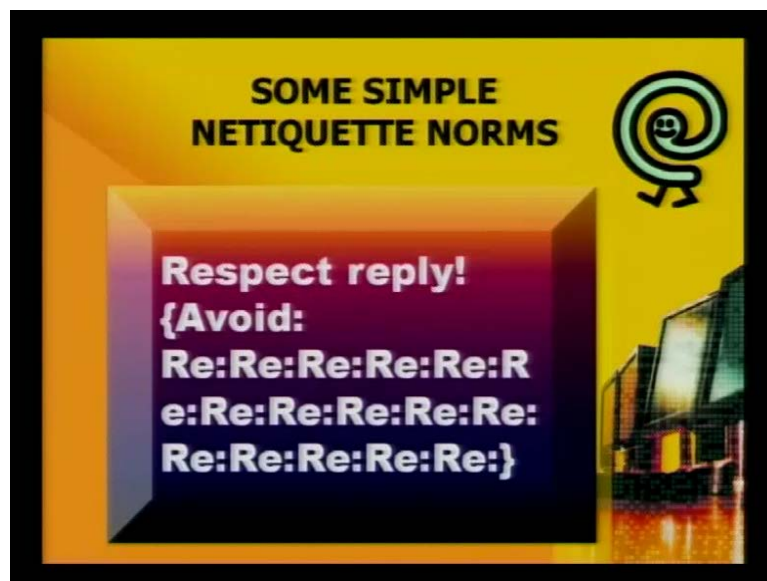 SOME SIMPLE
NETIQUETTE NORMS
Respect reply!
{Avoid:
Re:Re:Re:Re:Re:R
e:Re:Re:Re:Re:Re:
Re:Re:Re:Re:Re:}